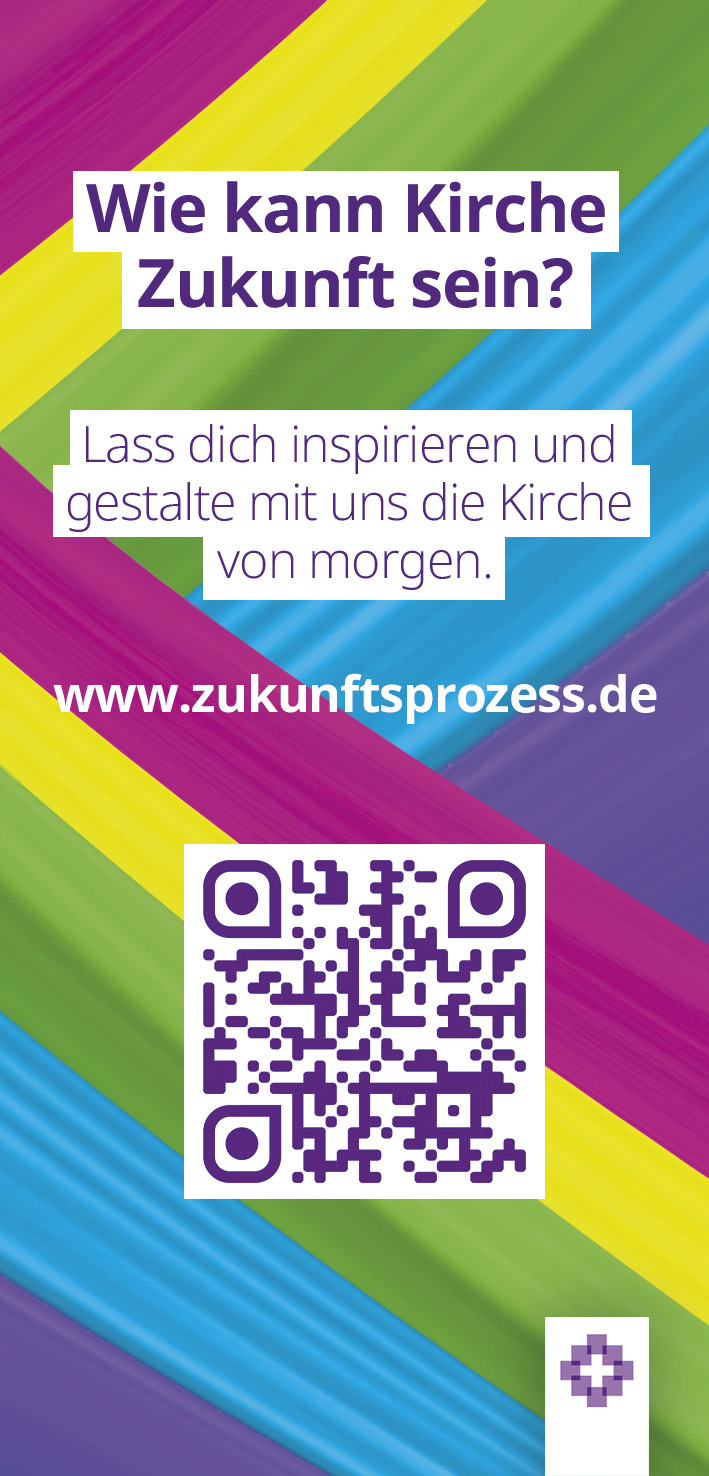 Wie kann Kirche
Zukunft sein?
Lass dich inspirieren und
gestalte mit uns die Kirche
von morgen.
www.zukunftsprozess.de